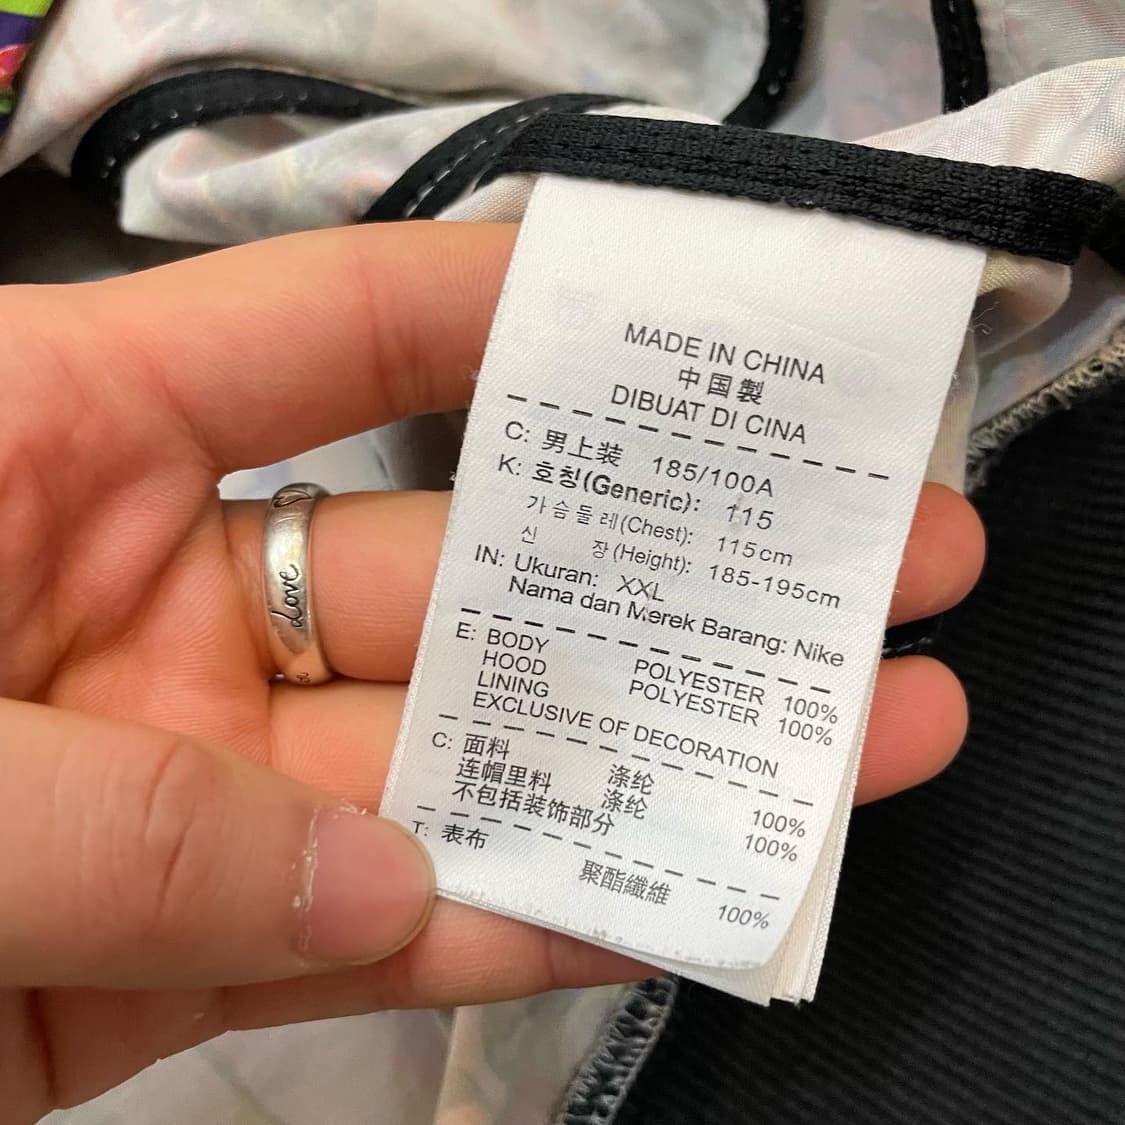 MADE IN CHINA
中国製
DIBUAT DI CINA
C: 男上装 185/100A
K: 호칭(Generic): 115
가슴둘레(Chest): 115cm
신 장(Height): 185-195cm
IN: Ukuran: XXL
Nama dan Merek Barang: Nike
E: BODY POLYESTER 100%
HOOD LINING POLYESTER 100%
EXCLUSIVE OF DECORATION
C: 面料 涤纶 100%
连帽里料 涤纶 100%
不包括装饰部分
T: 表布 聚酯纖維 100%
Love